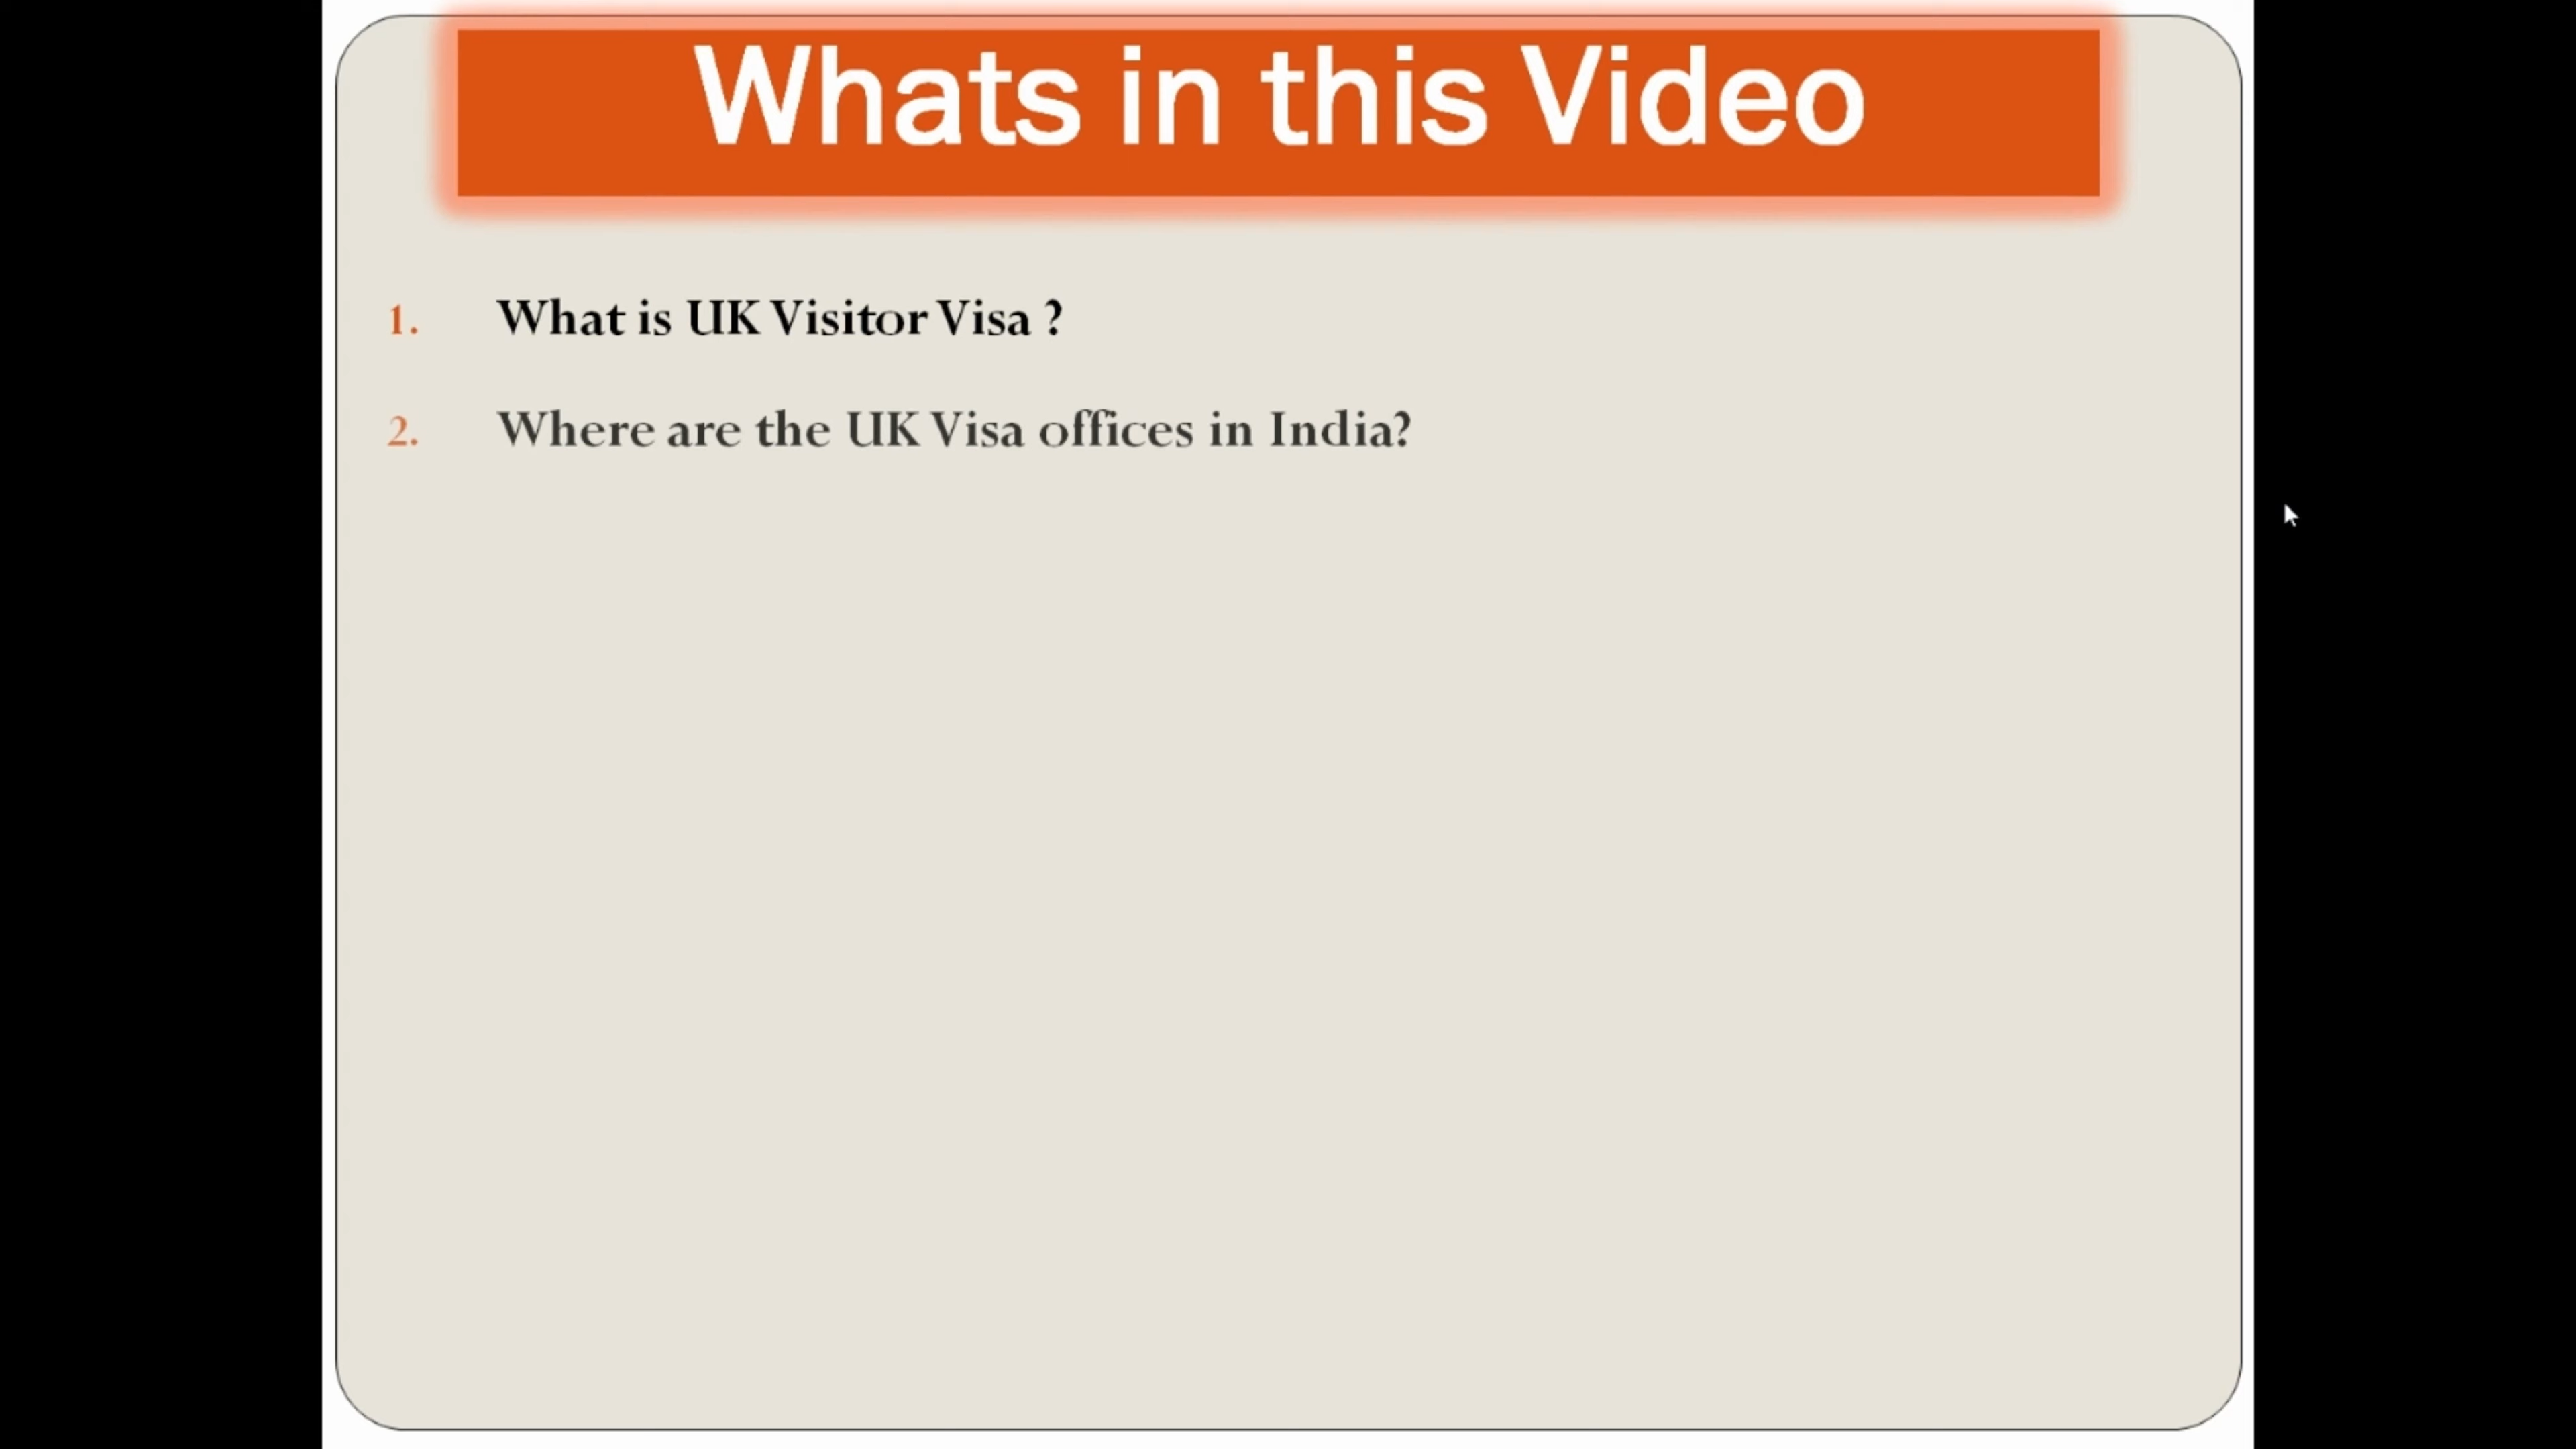 Whats in this Video
1. What is UK Visitor Visa ?
2. Where are the UK Visa offices in India?